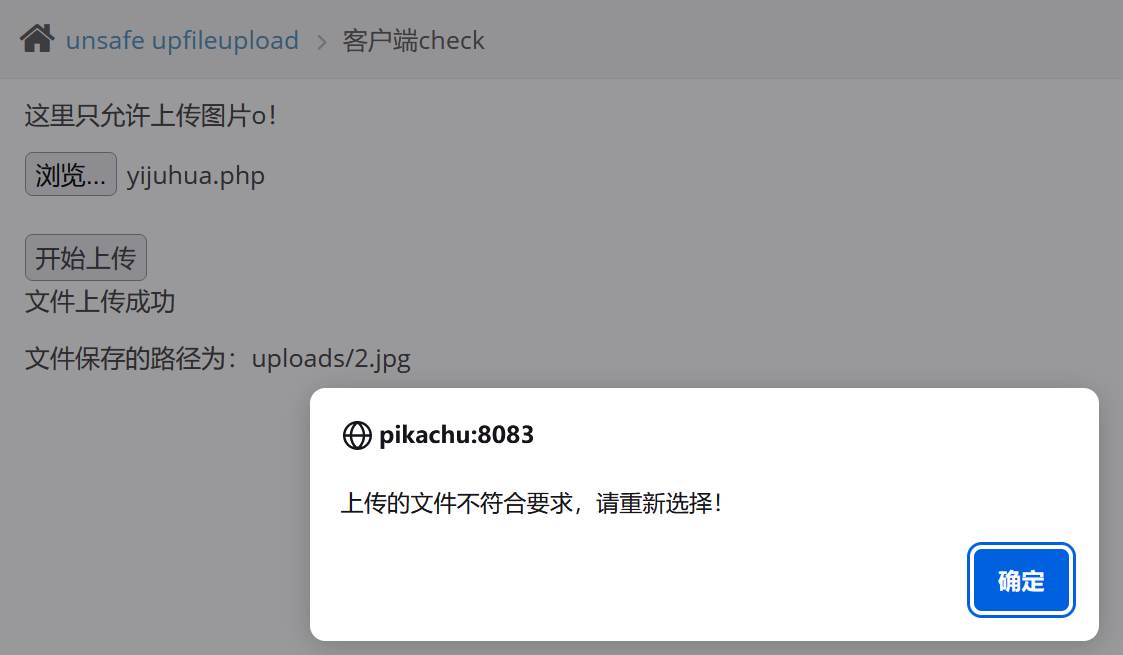 unsafe upfileupload > 客户端check
这里只允许上传图片o！
浏览... yijuhua.php
开始上传
文件上传成功
文件保存的路径为：uploads/2.jpg
pikachu:8083
上传的文件不符合要求，请重新选择！
确定